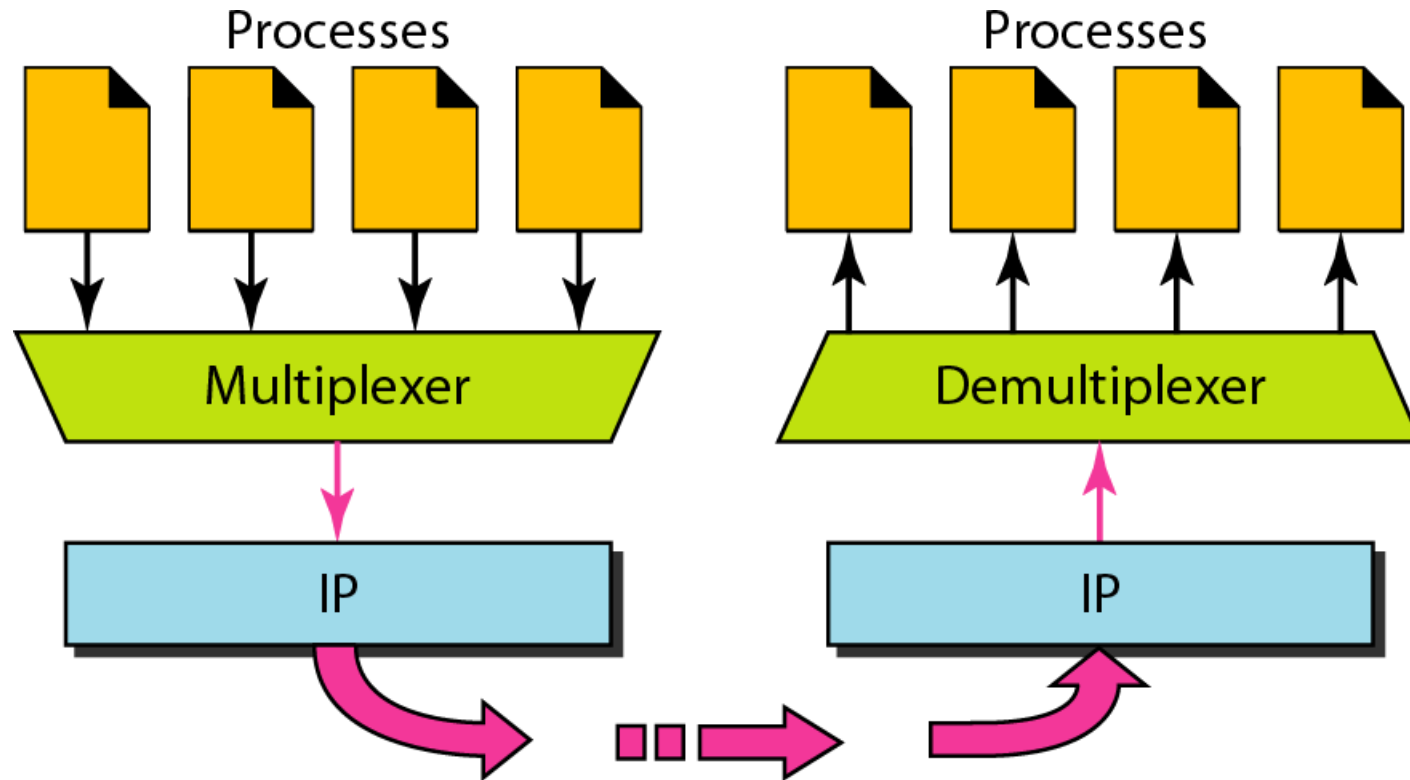 Processes
Processes
Multiplexer
Demultiplexer
IP
IP